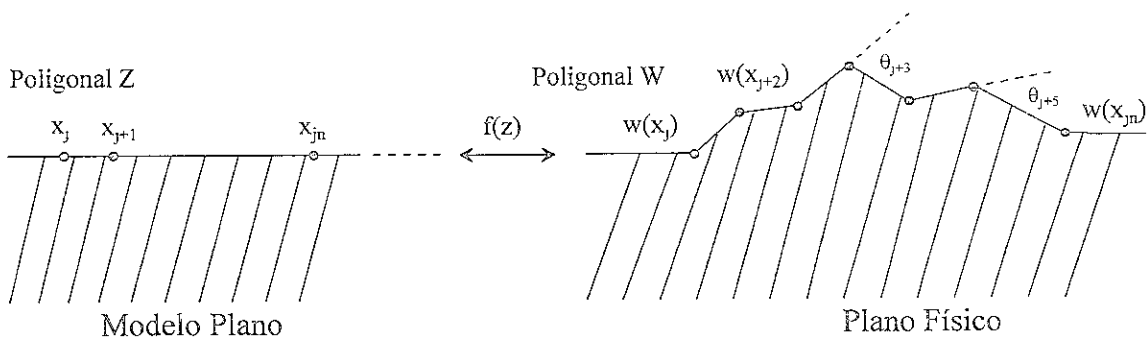 Poligonal Z
x_j x_{j+1} x_{jn}
f(z)
Poligonal W
w(x_j) w(x_{j+2}) θ_{j+3} θ_{j+5} w(x_{jn})
Modelo Plano
Plano Físico